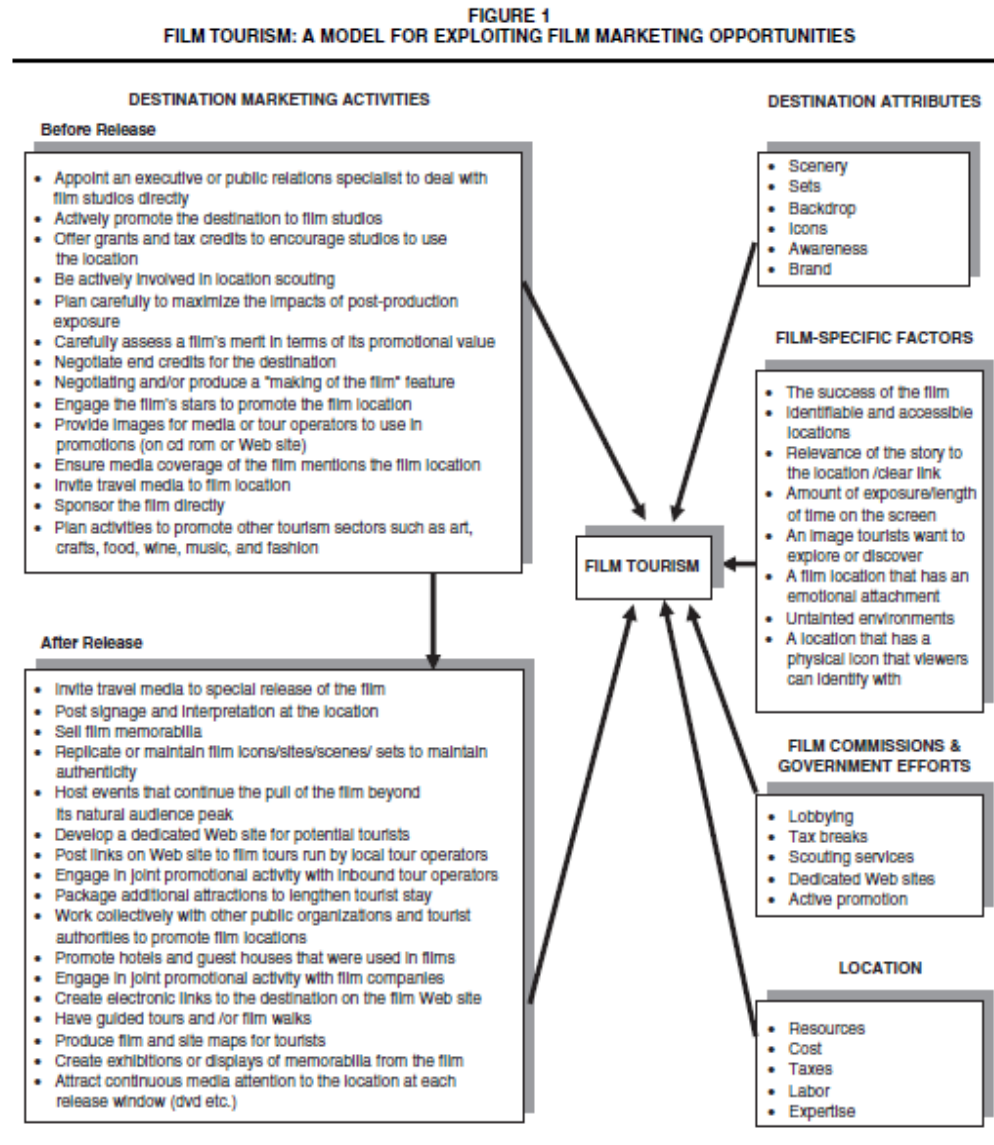 FIGURE 1
FILM TOURISM: A MODEL FOR EXPLOITING FILM MARKETING OPPORTUNITIES
DESTINATION MARKETING ACTIVITIES
Before Release
• Appoint an executive or public relations specialist to deal with
film studios directly
• Actively promote the destination to film studios
• Offer grants and tax credits to encourage studios to use
the location
• Be actively involved in location scouting
• Plan carefully to maximize the impacts of post-production
exposure
• Carefully assess a film's merit in terms of its promotional value
• Negotiate end credits for the destination
• Negotiating and/or produce a "making of the film" feature
• Engage the film's stars to promote the film location
• Provide images for media or tour operators to use in
promotions (on cd rom or Web site)
• Ensure media coverage of the film mentions the film location
• Invite travel media to film location
• Sponsor the film directly
• Plan activities to promote other tourism sectors such as art,
crafts, food, wine, music, and fashion
After Release
• Invite travel media to special release of the film
• Post signage and interpretation at the location
• Sell film memorabilia
• Replicate or maintain film icons/sites/scenes/ sets to maintain
authenticity
• Host events that continue the pull of the film beyond
its natural audience peak
• Develop a dedicated Web site for potential tourists
• Post links on Web site to film tours run by local tour operators
• Engage in joint promotional activity with inbound tour operators
• Package additional attractions to lengthen tourist stay
• Work collectively with other public organizations and tourist
authorities to promote film locations
• Promote hotels and guest houses that were used in films
• Engage in joint promotional activity with film companies
• Create electronic links to the destination on the film Web site
• Have guided tours and /or film walks
• Produce film and site maps for tourists
• Create exhibitions or displays of memorabilia from the film
• Attract continuous media attention to the location at each
release window (dvd etc.)
FILM TOURISM
DESTINATION ATTRIBUTES
• Scenery
• Sets
• Backdrop
• Icons
• Awareness
• Brand
FILM-SPECIFIC FACTORS
• The success of the film
• Identifiable and accessible
locations
• Relevance of the story to
the location /clear link
• Amount of exposure/length
of time on the screen
• An image tourists want to
explore or discover
• A film location that has an
emotional attachment
• Untainted environments
• A location that has a
physical icon that viewers
can identify with
FILM COMMISSIONS &
GOVERNMENT EFFORTS
• Lobbying
• Tax breaks
• Scouting services
• Dedicated Web sites
• Active promotion
LOCATION
• Resources
• Cost
• Taxes
• Labor
• Expertise